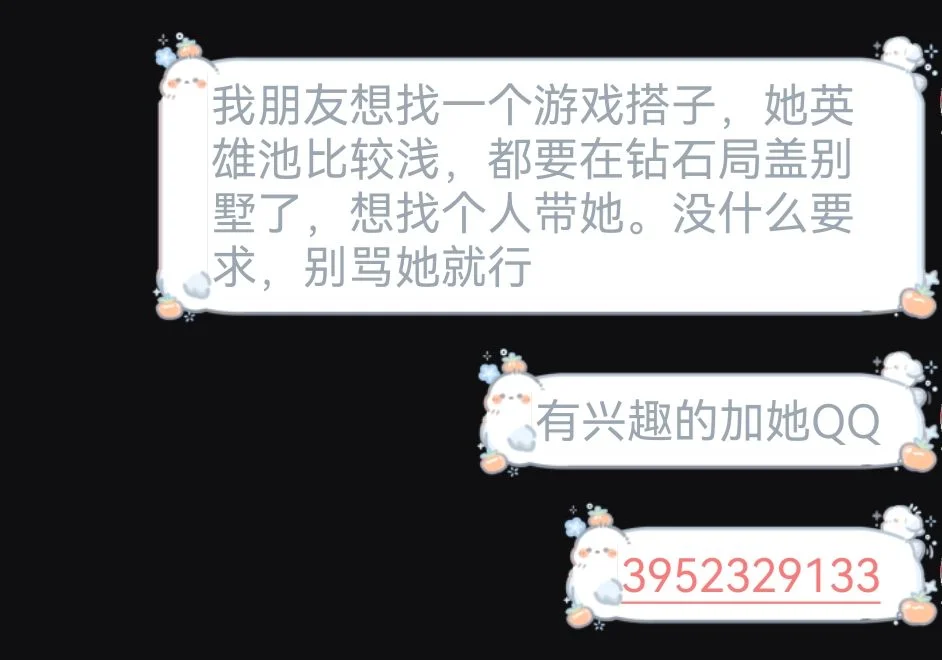 我朋友想找一个游戏搭子，她英
雄池比较浅，都要在钻石局盖别
墅了，想找个人带她。没什么要
求，别骂她就行
有兴趣的加她QQ
3952329133